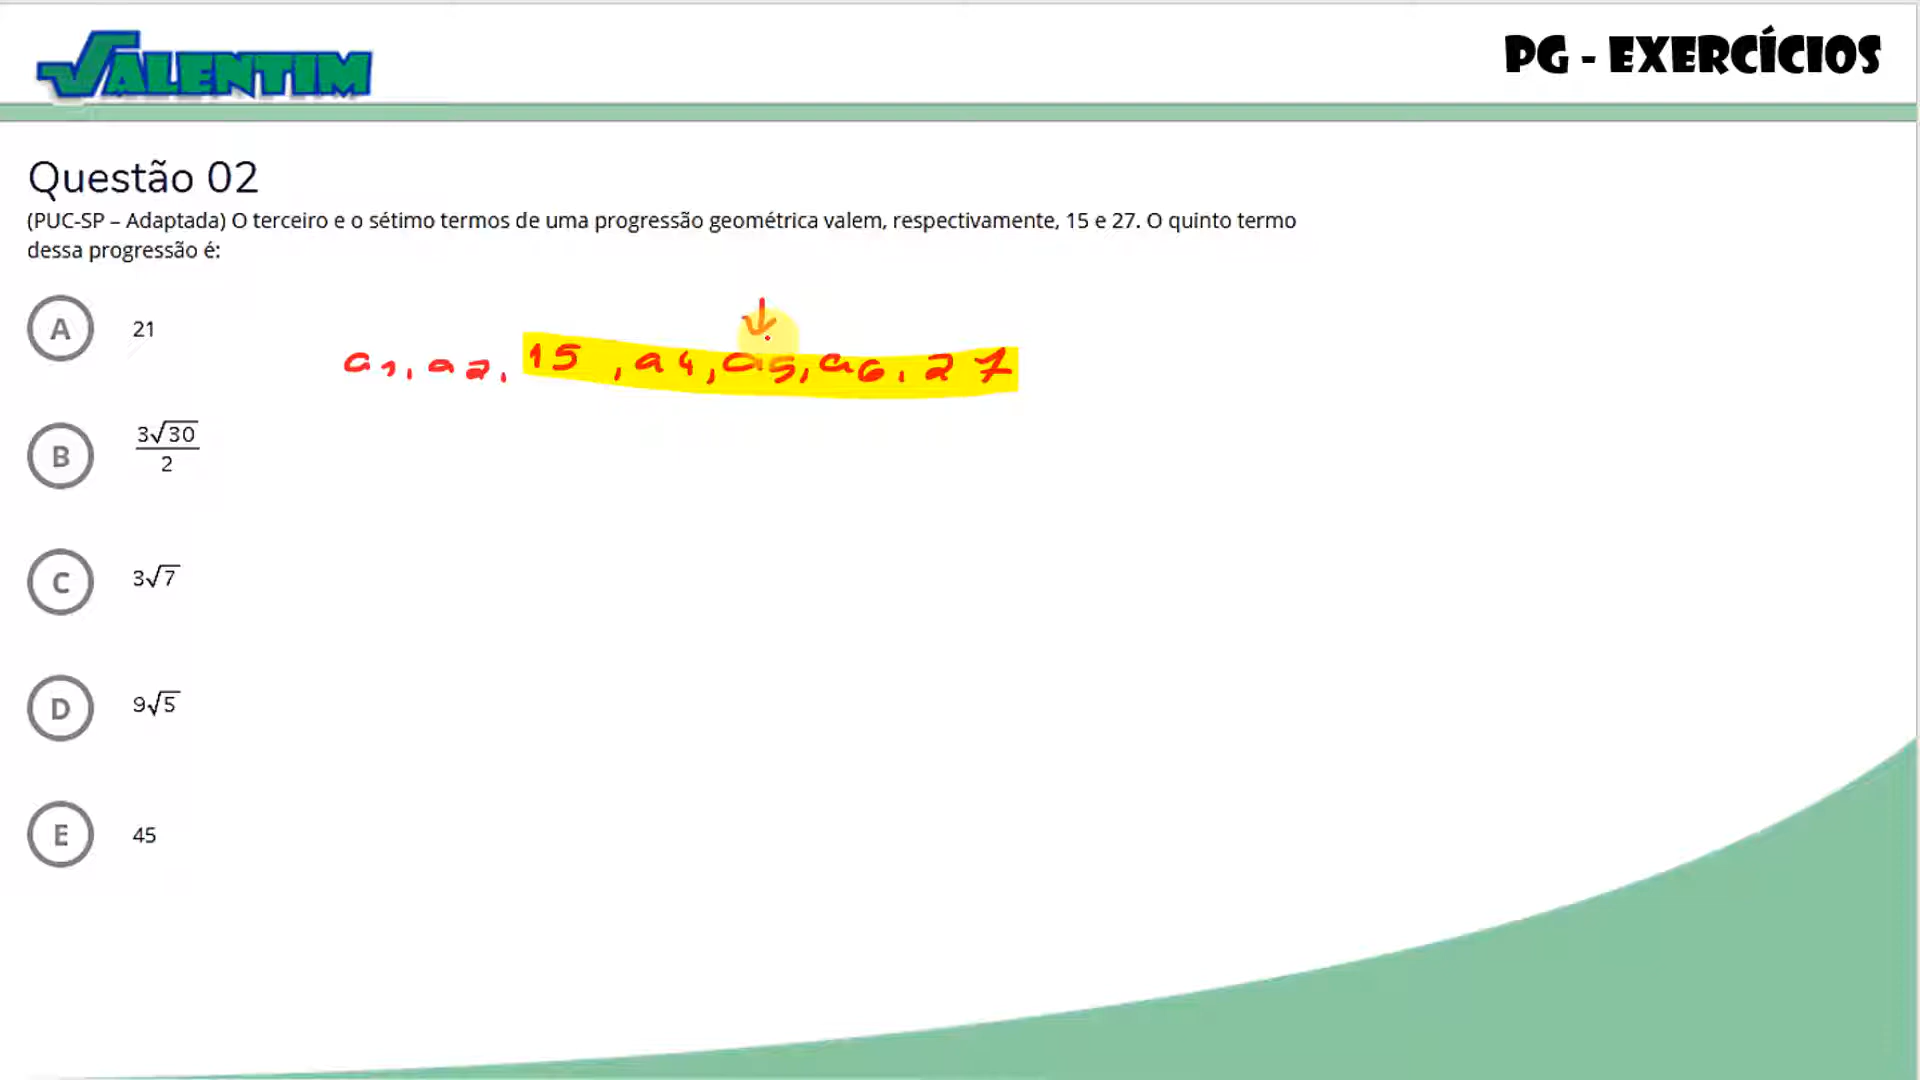 VALENTIM
PG - EXERCÍCIOS
Questão 02
(PUC-SP – Adaptada) O terceiro e o sétimo termos de uma progressão geométrica valem, respectivamente, 15 e 27. O quinto termo
dessa progressão é:
A 21
a1, a2, 15, a4, a5, a6, 27
B 3√30/2
C 3√7
D 9√5
E 45